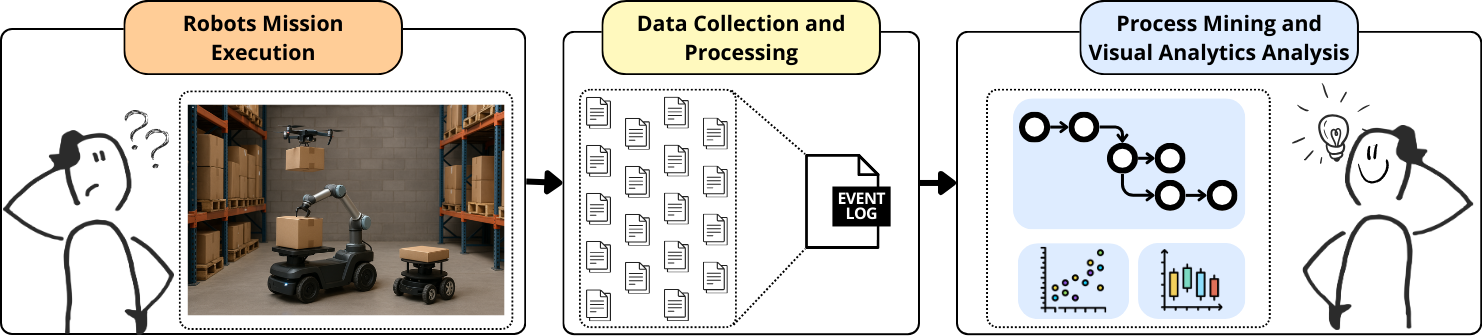 Robots Mission
Execution
Data Collection and
Processing
Process Mining and
Visual Analytics Analysis
??
EVENT
LOG